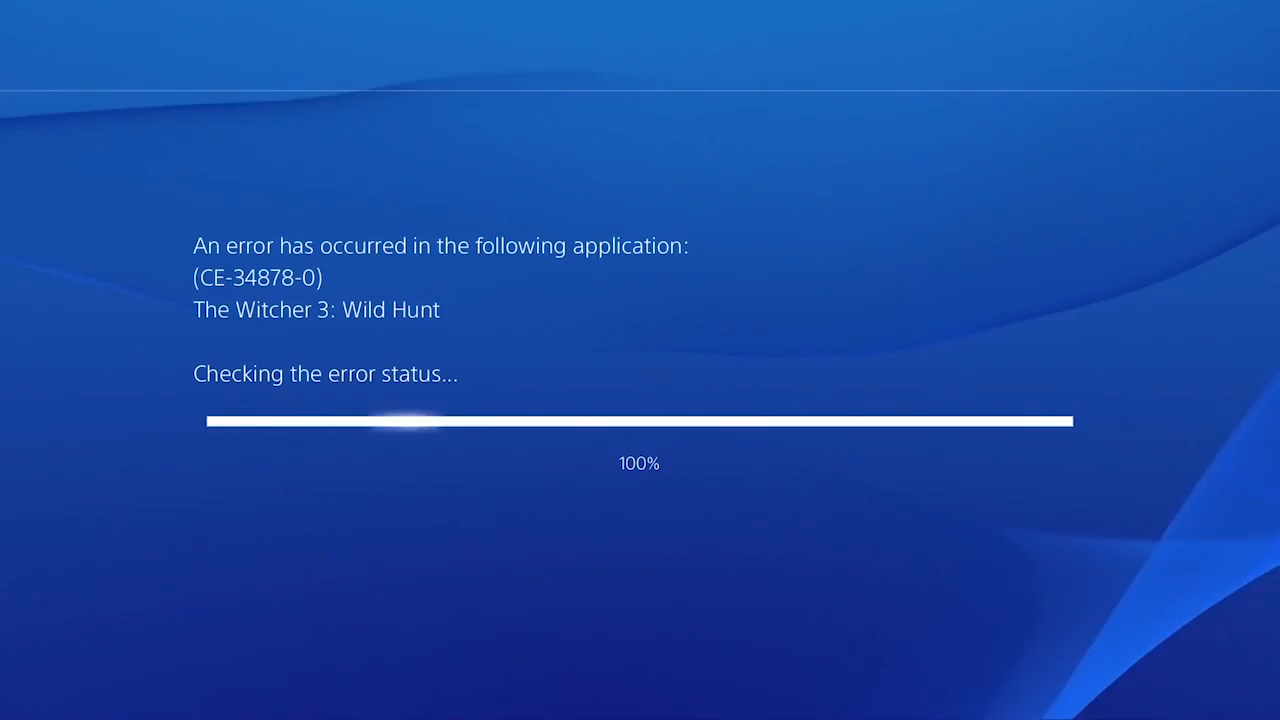 An error has occurred in the following application:
(CE-34878-0)
The Witcher 3: Wild Hunt
Checking the error status...
100%